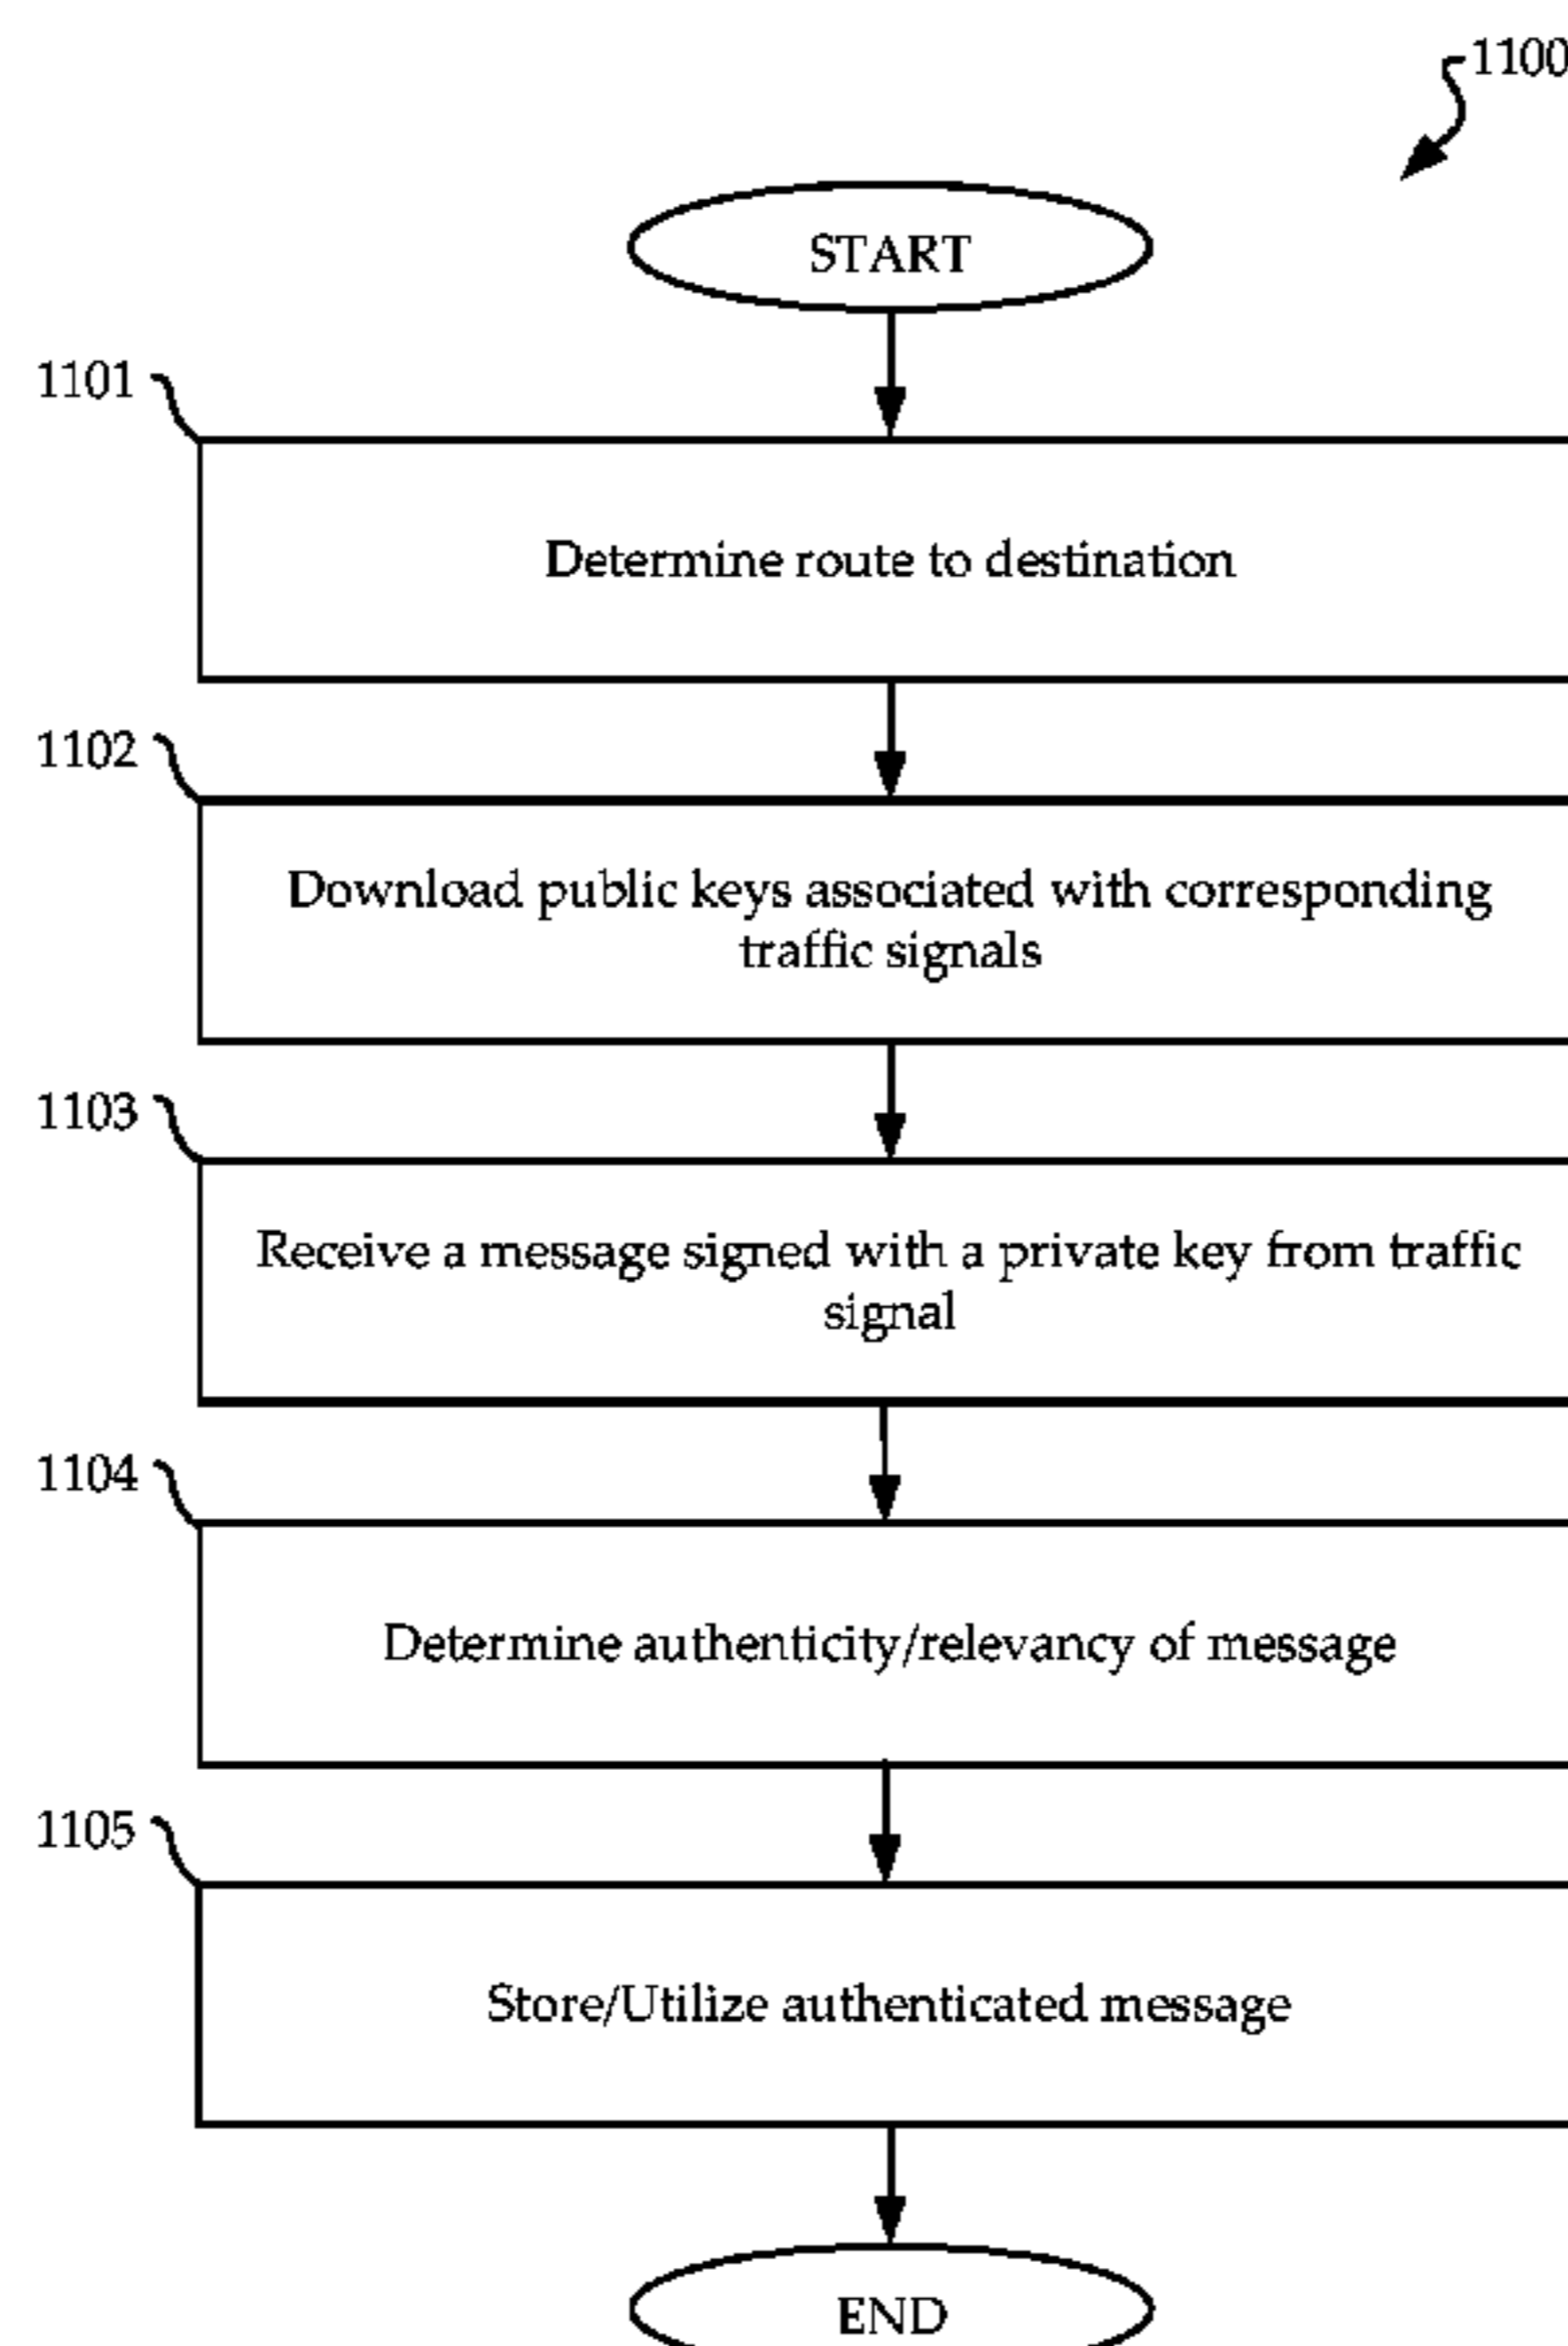 1100
START
1101
Determine route to destination
1102
Download public keys associated with corresponding
traffic signals
1103
Receive a message signed with a private key from traffic
signal
1104
Determine authenticity/relevancy of message
1105
Store/Utilize authenticated message
END